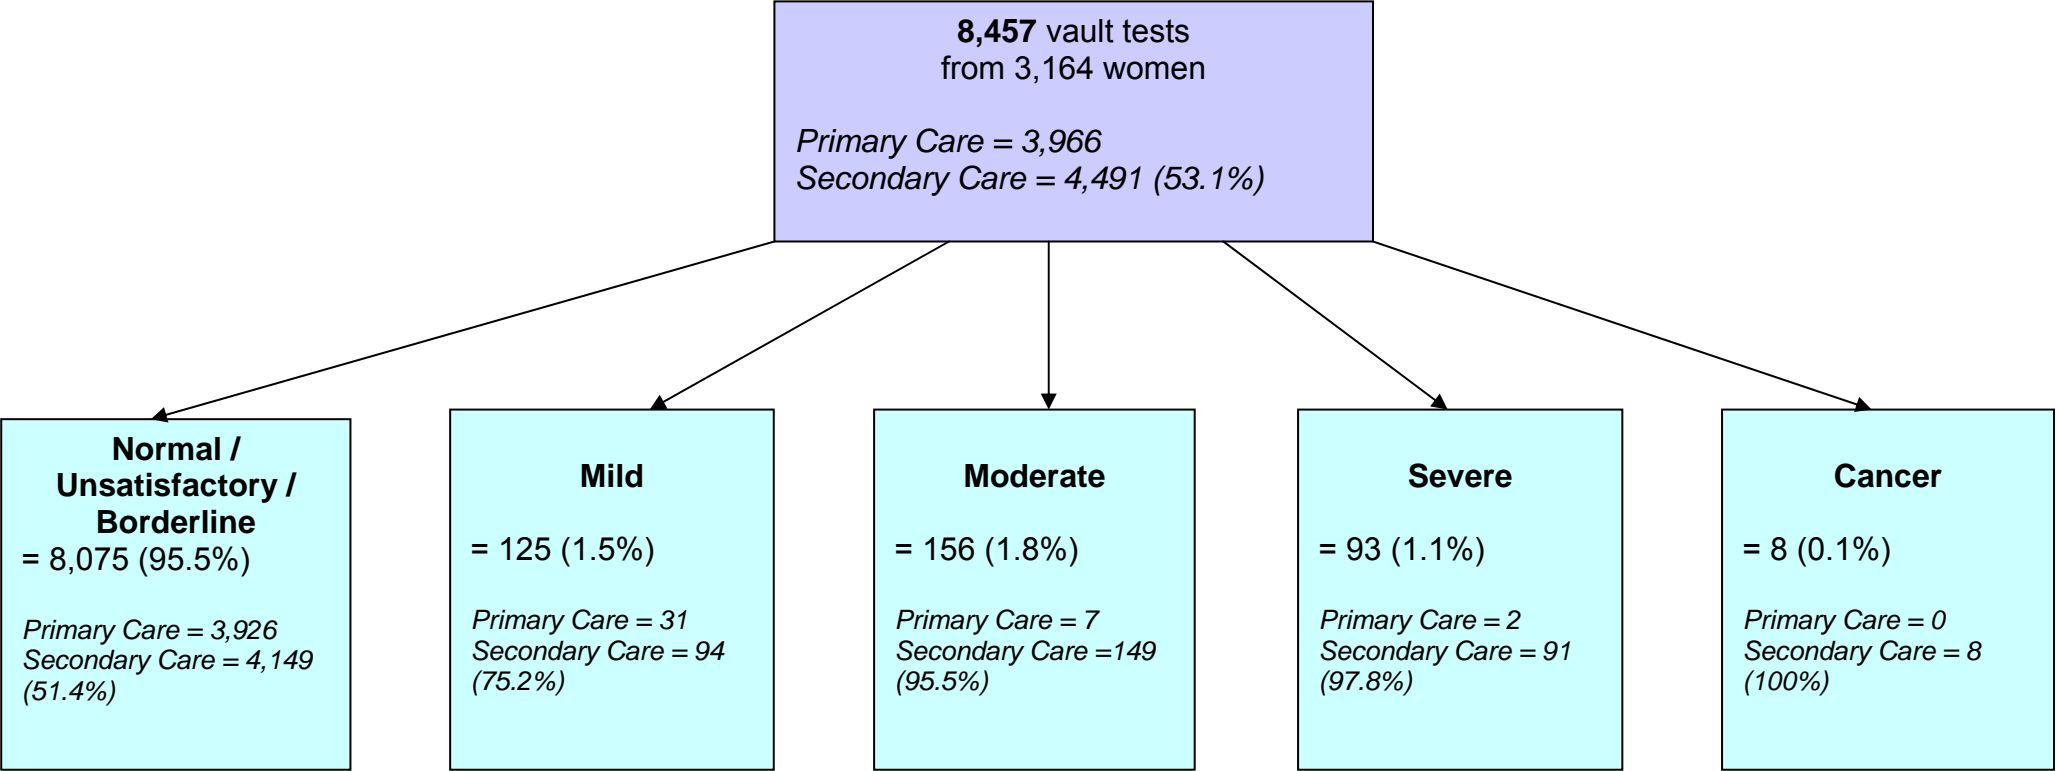 8,457 vault tests
from 3,164 women
Primary Care = 3,966
Secondary Care = 4,491 (53.1%)
Normal /
Unsatisfactory /
Borderline
= 8,075 (95.5%)
Primary Care = 3,926
Secondary Care = 4,149
(51.4%)
Mild
= 125 (1.5%)
Primary Care = 31
Secondary Care = 94
(75.2%)
Moderate
= 156 (1.8%)
Primary Care = 7
Secondary Care =149
(95.5%)
Severe
= 93 (1.1%)
Primary Care = 2
Secondary Care = 91
(97.8%)
Cancer
= 8 (0.1%)
Primary Care = 0
Secondary Care = 8
(100%)